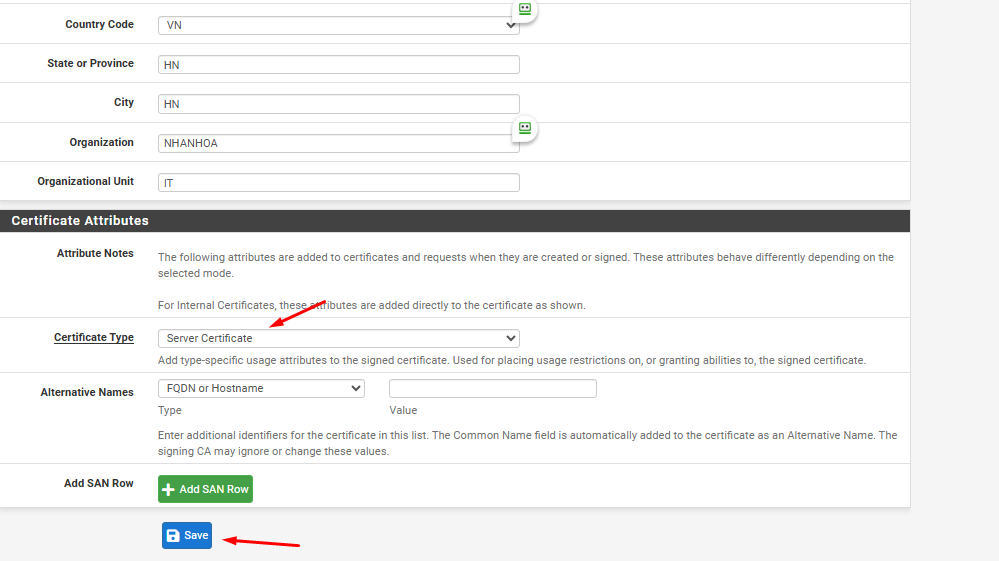 Country Code
VN
State or Province
HN
City
HN
Organization
NHANHOA
Organizational Unit
IT
Certificate Attributes
Attribute Notes
The following attributes are added to certificates and requests when they are created or signed. These attributes behave differently depending on the
selected mode.
For Internal Certificates, these attributes are added directly to the certificate as shown.
Certificate Type
Server Certificate
Add type-specific usage attributes to the signed certificate. Used for placing usage restrictions on, or granting abilities to, the signed certificate.
Alternative Names
FQDN or Hostname
Type
Value
Enter additional identifiers for the certificate in this list. The Common Name field is automatically added to the certificate as an Alternative Name. The
signing CA may ignore or change these values.
Add SAN Row
Add SAN Row
Save